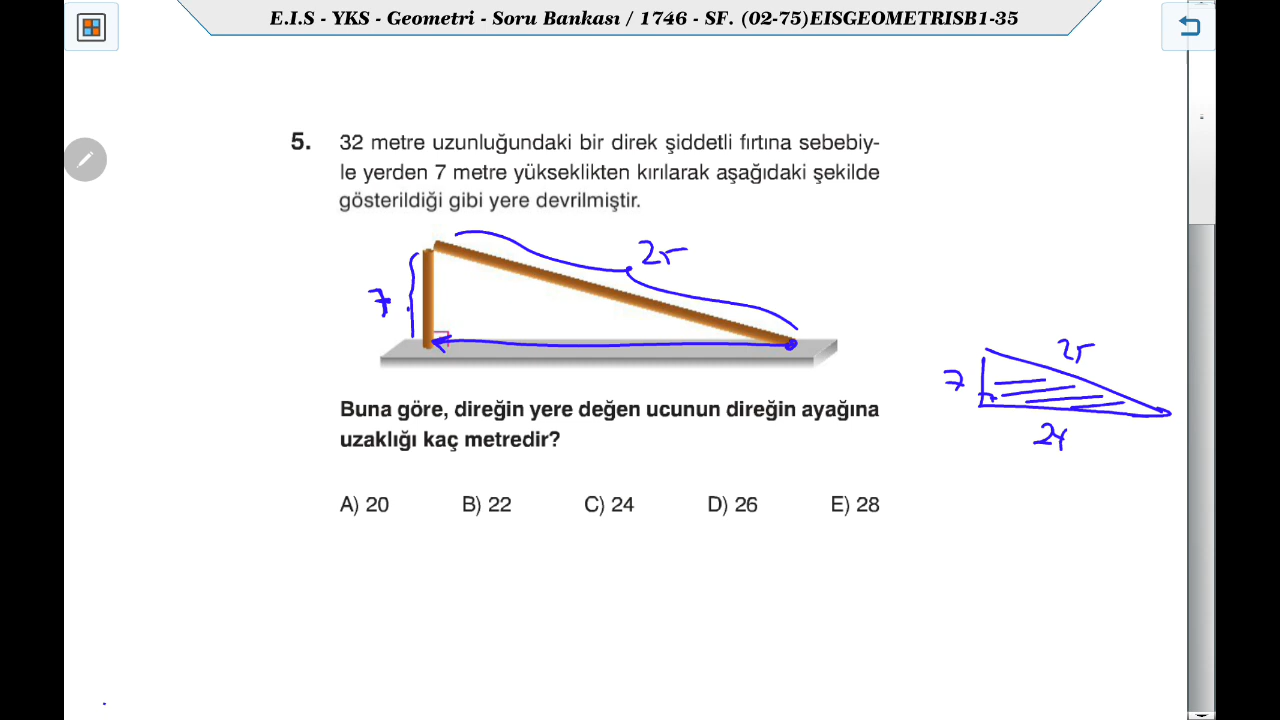 E.I.S - YKS - Geometri - Soru Bankası / 1746 - SF. (02-75)EISGEOMETRISB1-35
5. 32 metre uzunluğundaki bir direk şiddetli fırtına sebebiy-
le yerden 7 metre yükseklikten kırılarak aşağıdaki şekilde
gösterildiği gibi yere devrilmiştir.
25
7
25
7
24
Buna göre, direğin yere değen ucunun direğin ayağına
uzaklığı kaç metredir?
A) 20 B) 22 C) 24 D) 26 E) 28